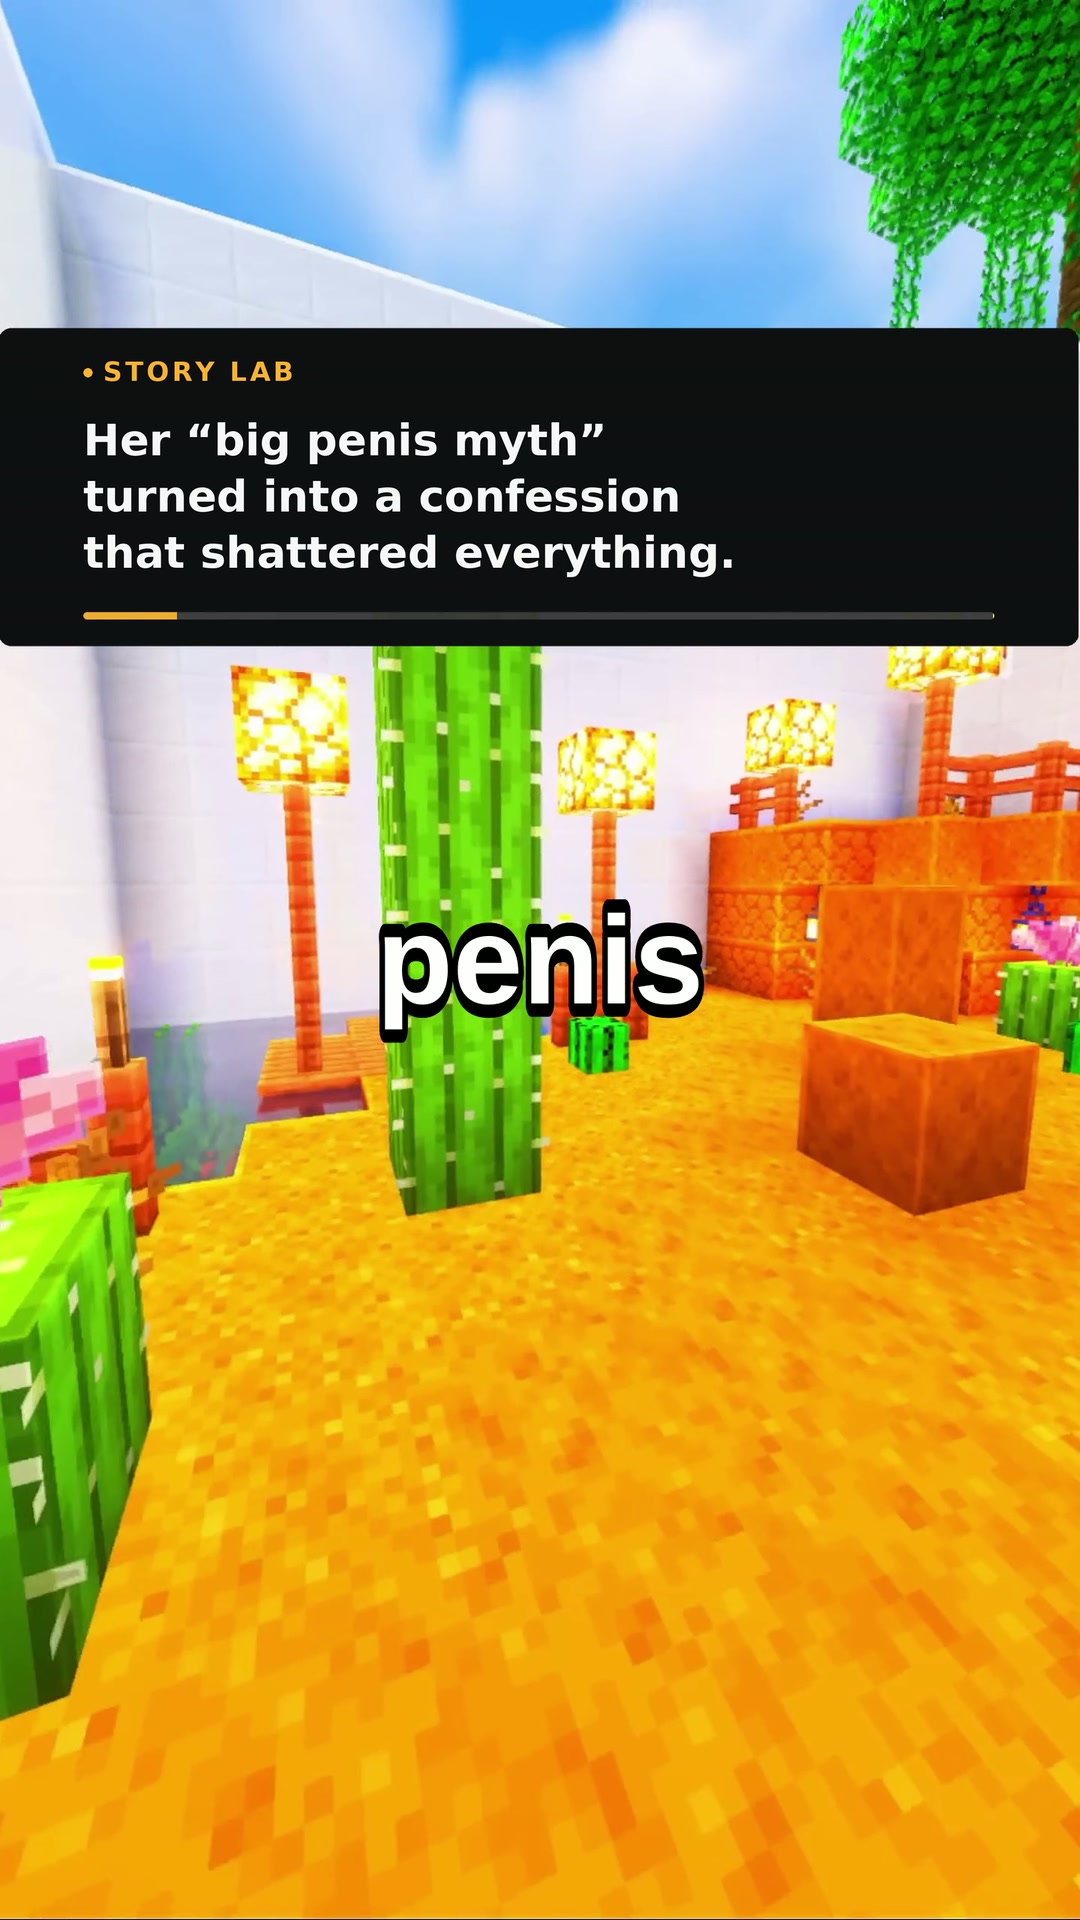 • STORY LAB
Her “big penis myth”
turned into a confession
that shattered everything.
penis